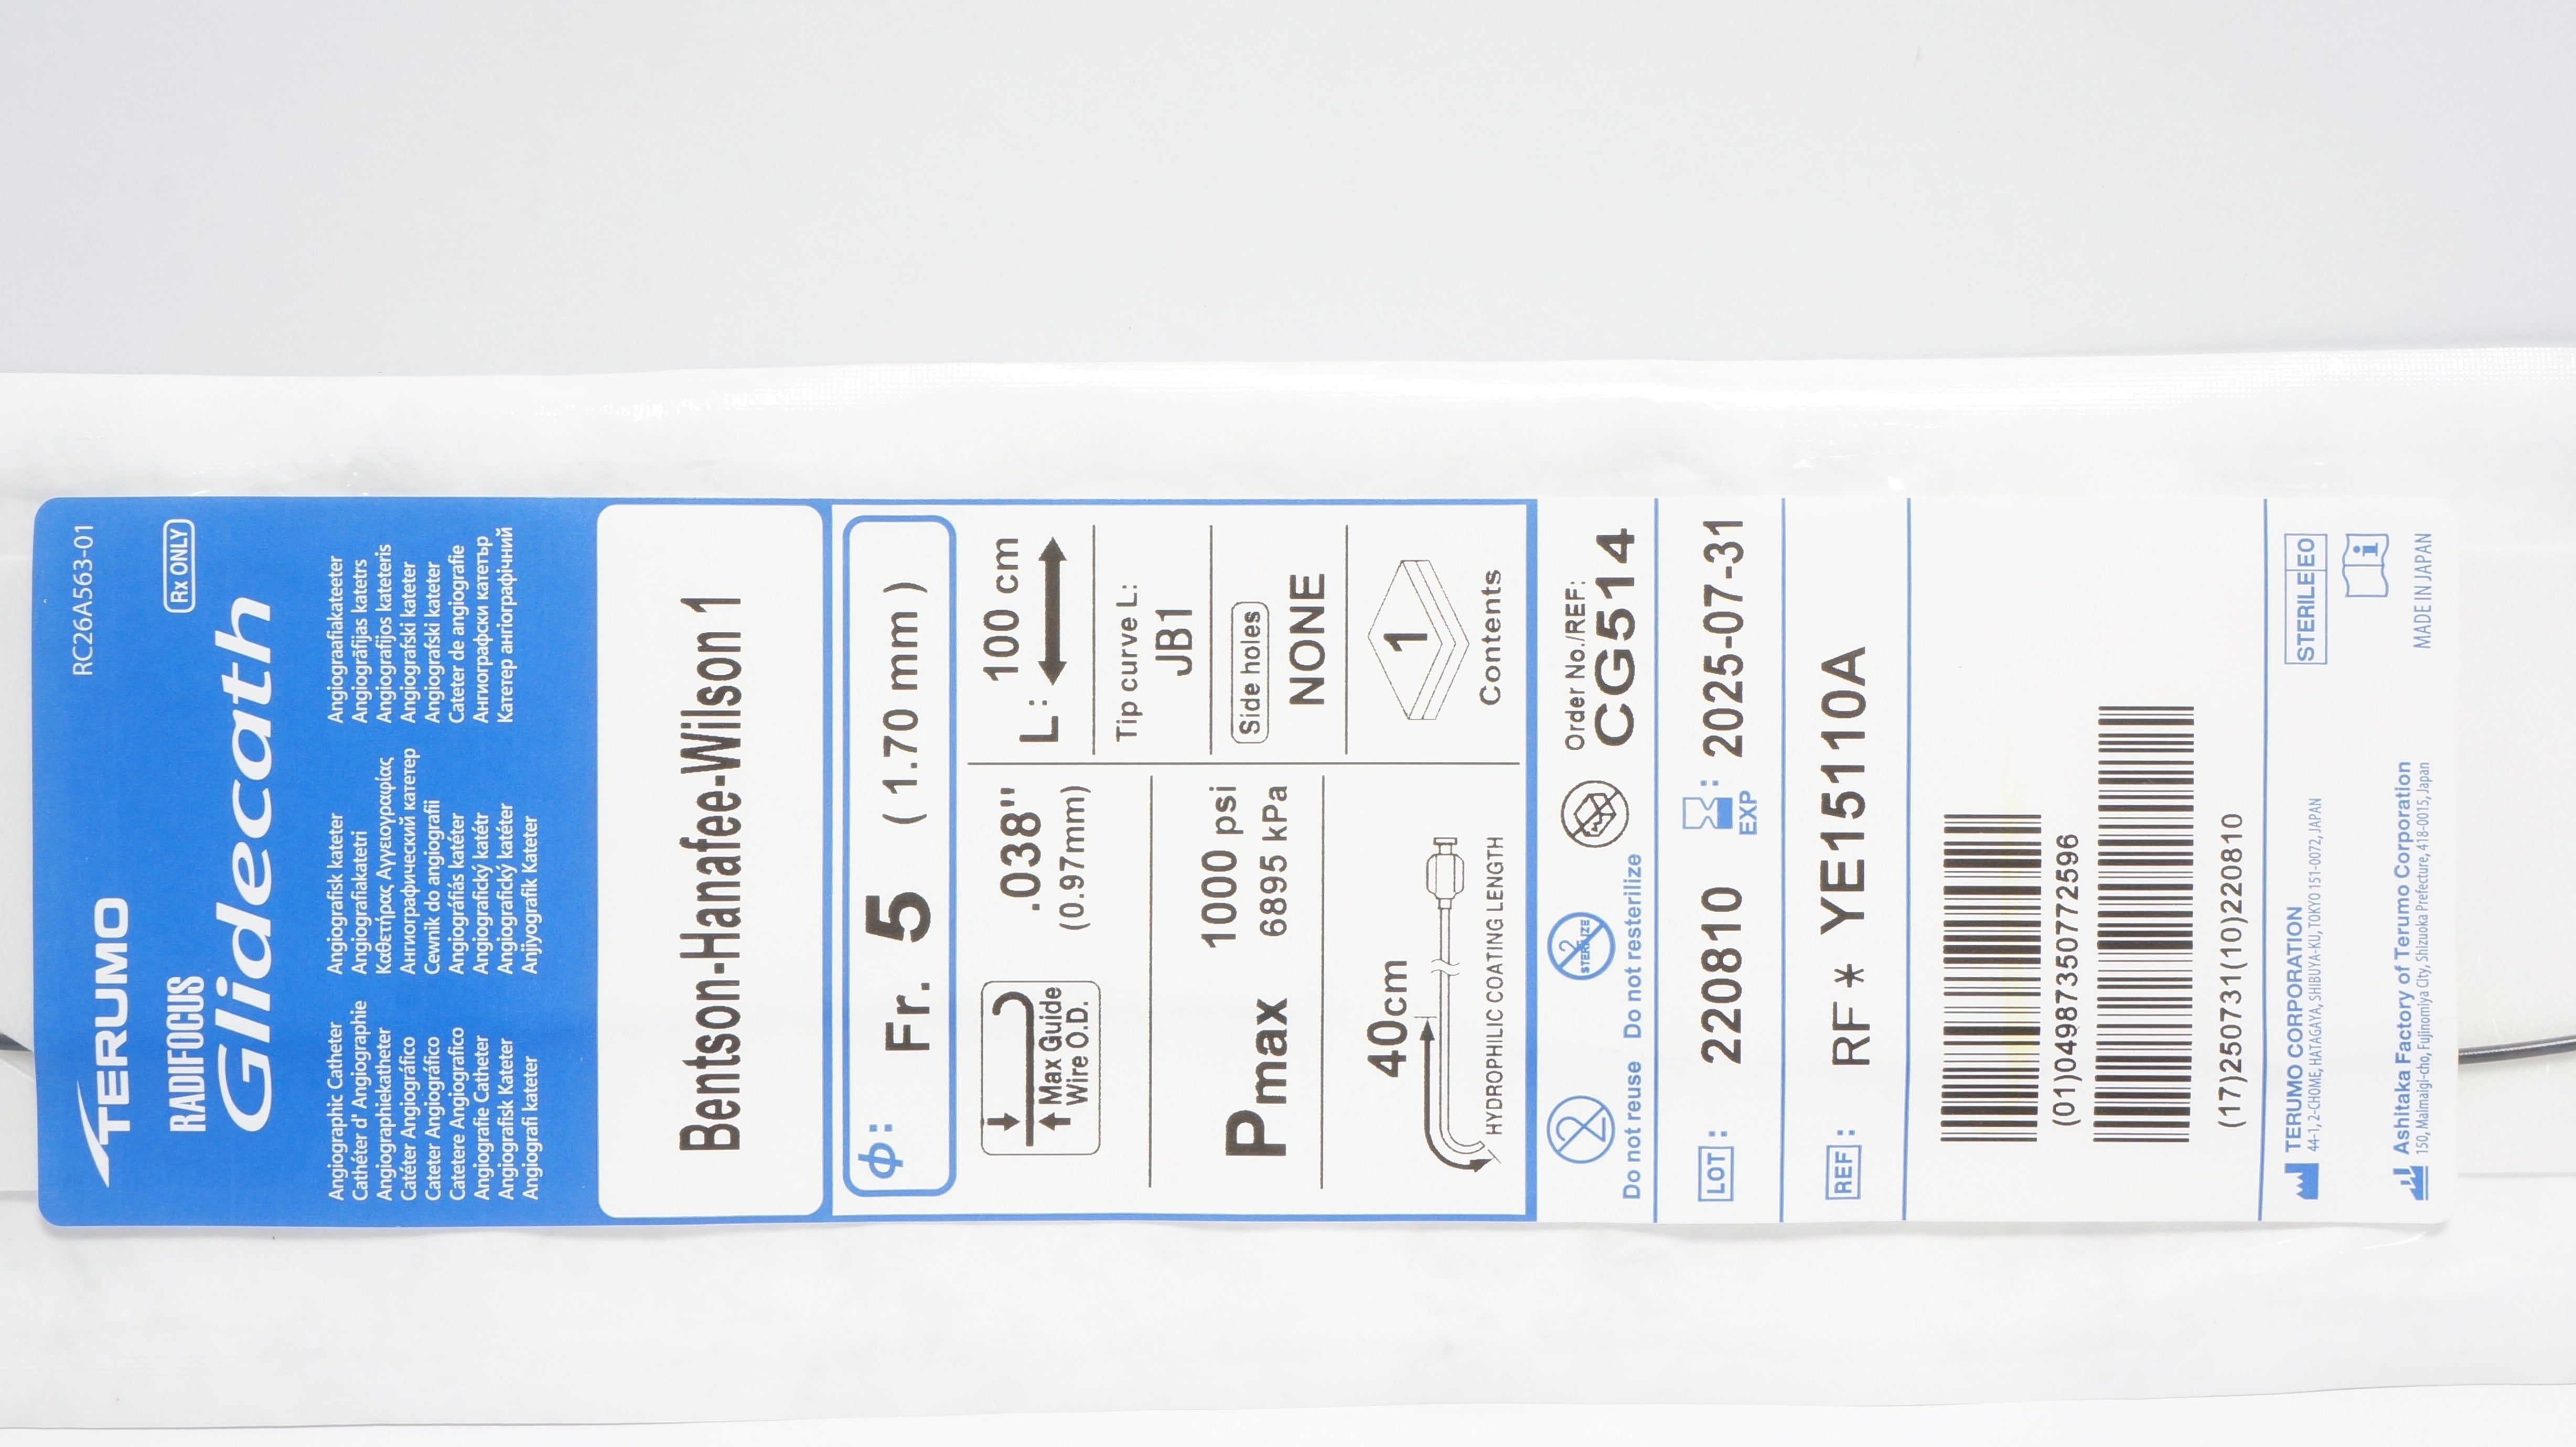 RC26A563-01
TERUMO
Rx ONLY
RADIFOCUS
Glidecath
Angiographic Catheter
Cathéter d' Angiographie
Angiographiekatheter
Catéter Angiográfico
Cateter Angiográfico
Catetere Angiografico
Angiografie Catheter
Angiografisk Kateter
Angiografi kateter
Angiografisk kateter
Angiografiakatetri
Καθετήρας Αγγειογραφίας
Ангиографический катетер
Cewnik do angiografii
Angiográfiás katéter
Angiografický katétr
Angiografický katéter
Anjiyografik Kateter
Angiograafiakateeter
Angiogrāfijas katetrs
Angiografijos kateteris
Angiografski kateter
Angiografski kateter
Cateter de angiografie
Ангиографски катетър
Катетер ангіографічний
Bentson-Hanafee-Wilson 1
ϕ: Fr. 5 ( 1.70 mm )
Max Guide
Wire O.D.
.038"
(0.97mm)
Pmax 1000 psi
6895 kPa
40cm
HYDROPHILIC COATING LENGTH
L: 100 cm
Tip curve L:
JB1
Side holes
NONE
1
Contents
2
Do not reuse
2
STERILIZE
Do not resterilize
Order No./REF:
CG514
LOT : 220810
EXP : 2025-07-31
REF : RF * YE15110A
(01)04987350772596
(17)250731(10)220810
TERUMO CORPORATION
44-1, 2-CHOME, HATAGAYA, SHIBUYA-KU, TOKYO 151-0072, JAPAN
STERILE EO
i
Ashitaka Factory of Terumo Corporation
150, Maimaigi-cho, Fujinomiya City, Shizuoka Prefecture, 418-0015, Japan
MADE IN JAPAN